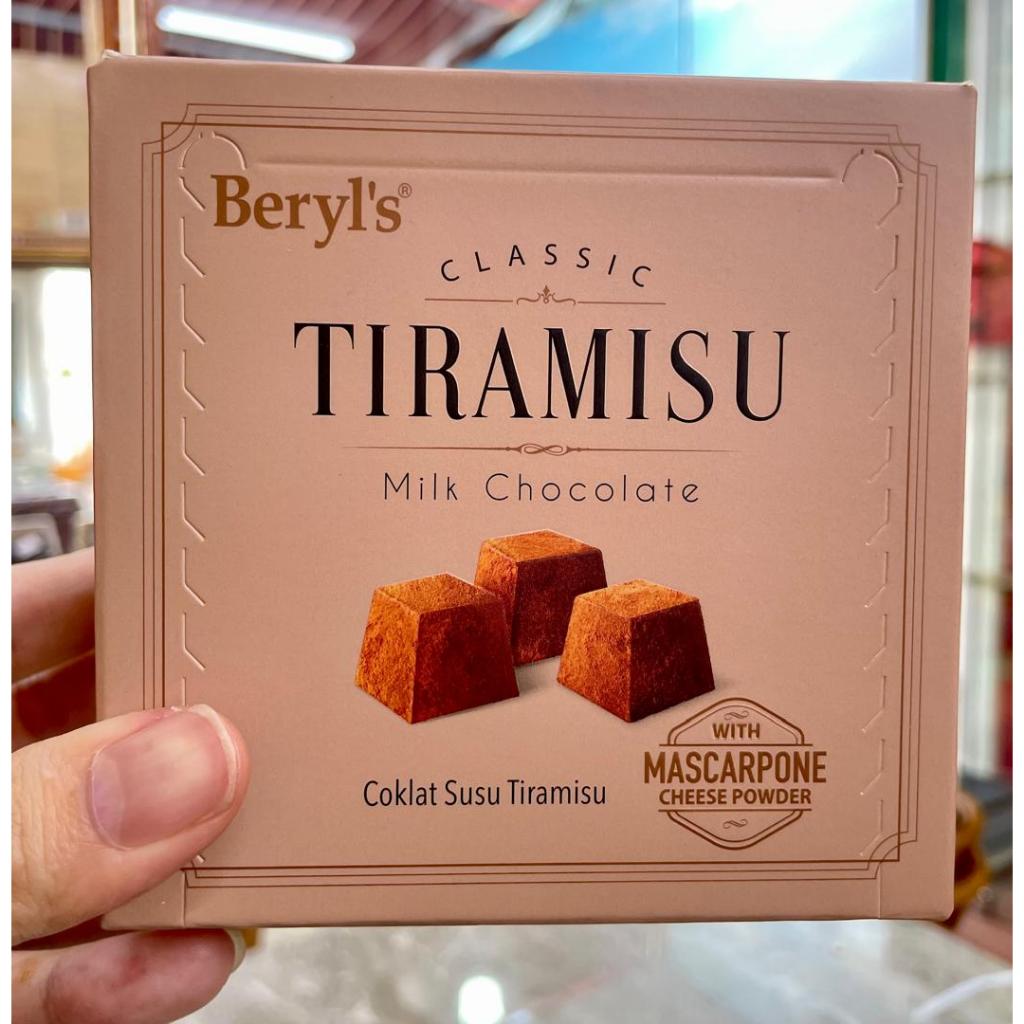 Beryl's®
CLASSIC
TIRAMISU
Milk Chocolate
WITH
MASCARPONE
CHEESE POWDER
Coklat Susu Tiramisu